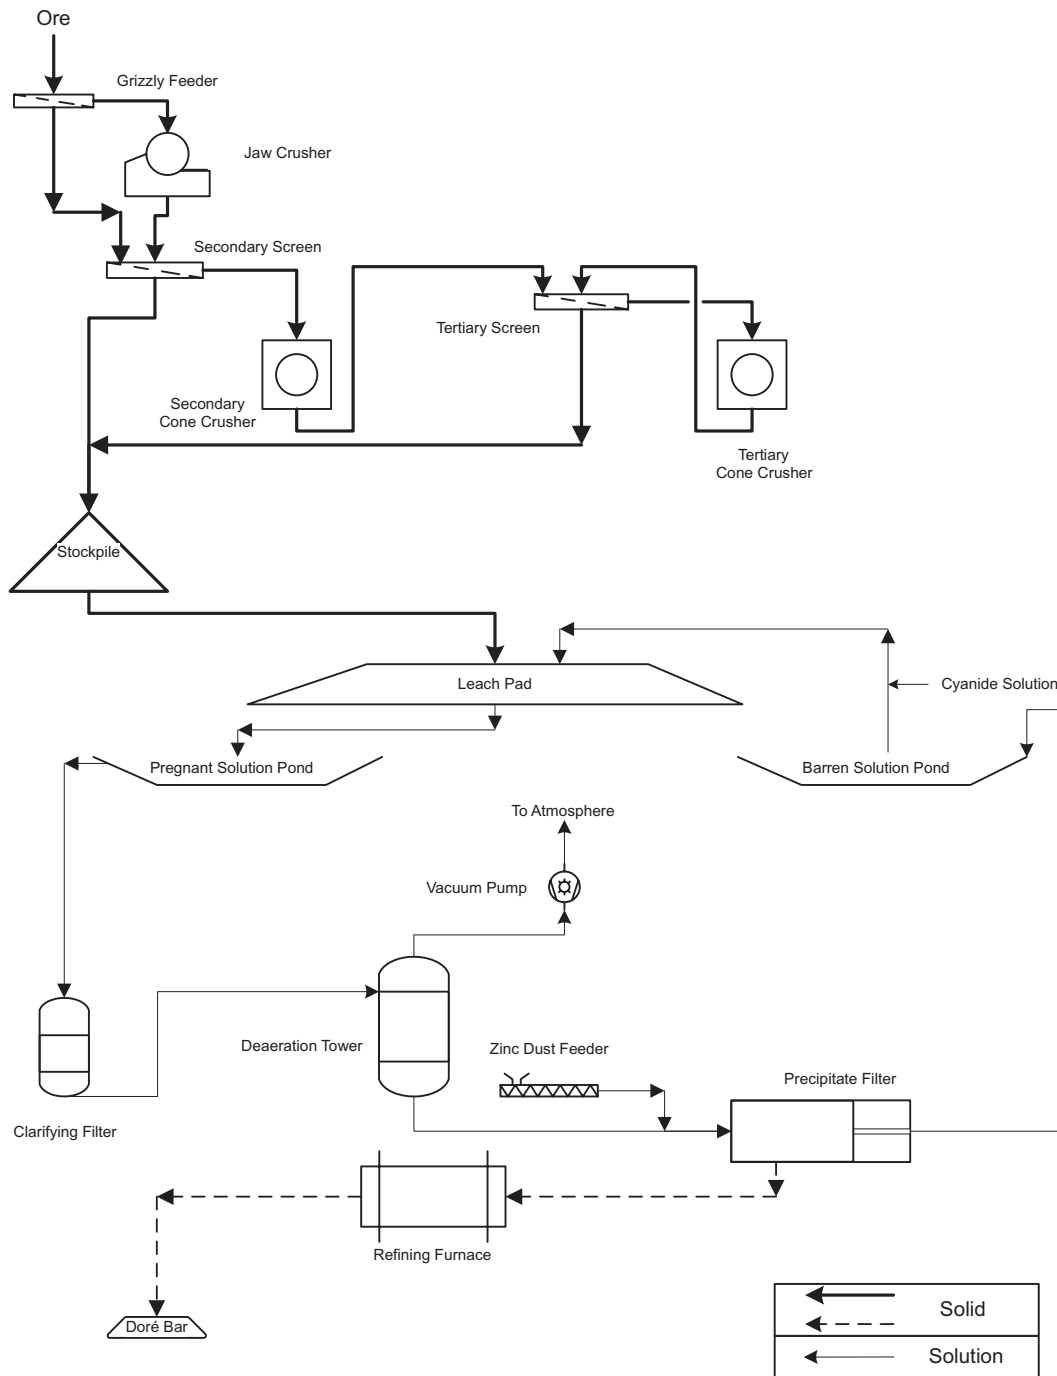 Ore
Grizzly Feeder
Jaw Crusher
Secondary Screen
Tertiary Screen
Secondary
Cone Crusher
Tertiary
Cone Crusher
Stockpile
Leach Pad
Cyanide Solution
Pregnant Solution Pond
Barren Solution Pond
To Atmosphere
Vacuum Pump
Deaeration Tower
Zinc Dust Feeder
Precipitate Filter
Clarifying Filter
Refining Furnace
Doré Bar
Solid
Solution